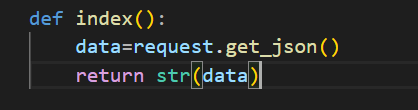 def index():
    data=request.get_json()
    return str(data)